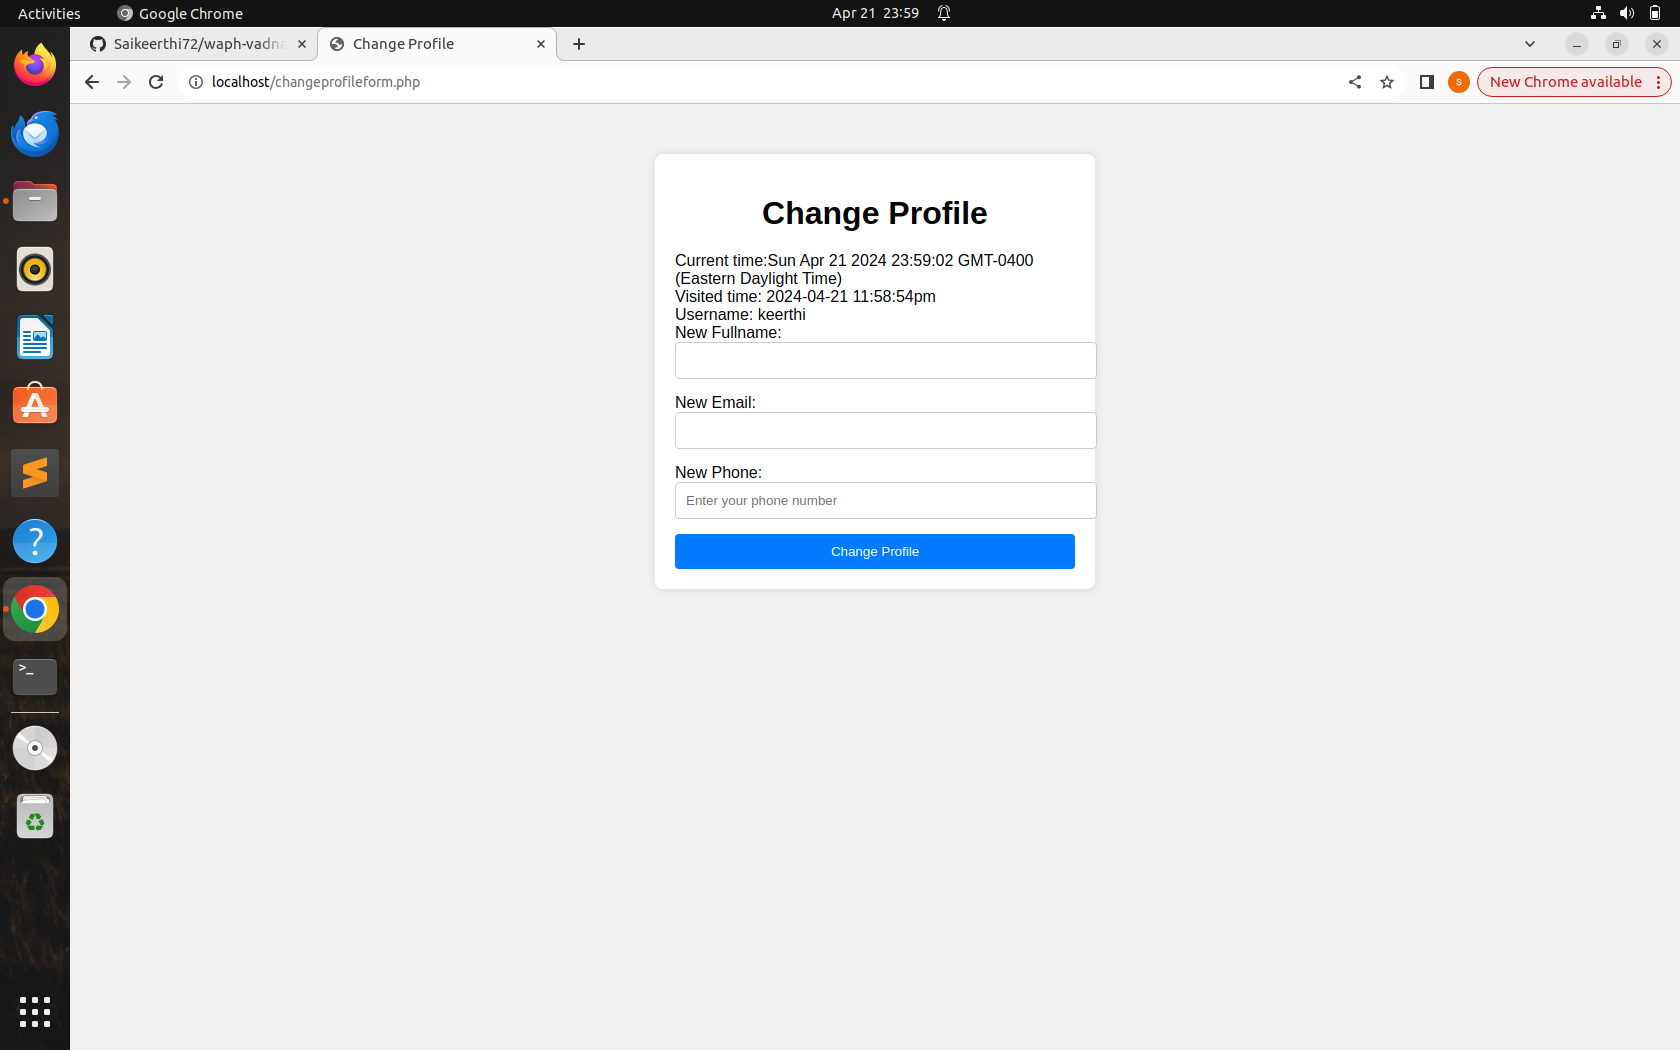 Activities
Google Chrome
Apr 21 23:59
Saikeerthi72/waph-vadna
Change Profile
localhost/changeprofileform.php
s
New Chrome available
Change Profile
Current time:Sun Apr 21 2024 23:59:02 GMT-0400
(Eastern Daylight Time)
Visited time: 2024-04-21 11:58:54pm
Username: keerthi
New Fullname:
New Email:
New Phone:
Enter your phone number
Change Profile